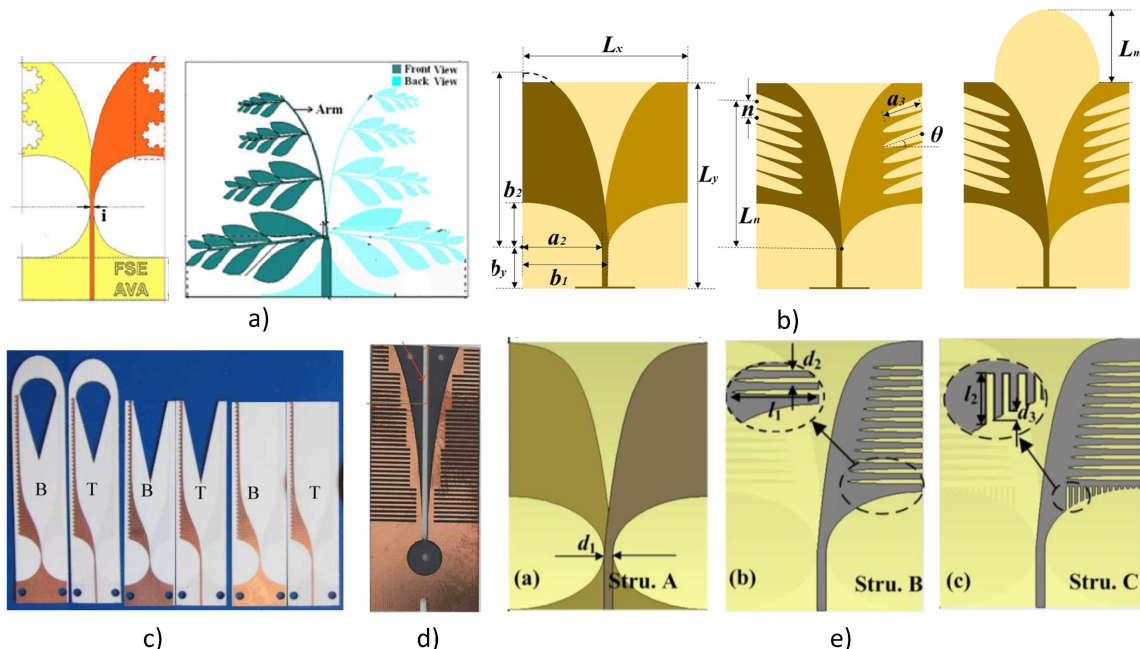 Front View
Back View
Arm
i
FSE
AVA
a)
Lx
b2
a2
by
b1
Ly
n
a3
θ
Ln
Lm
b)
B
T
B
T
B
T
c)
d)
d1
(a)
Stru. A
d2
l1
(b)
Stru. B
l2
d3
(c)
Stru. C
e)